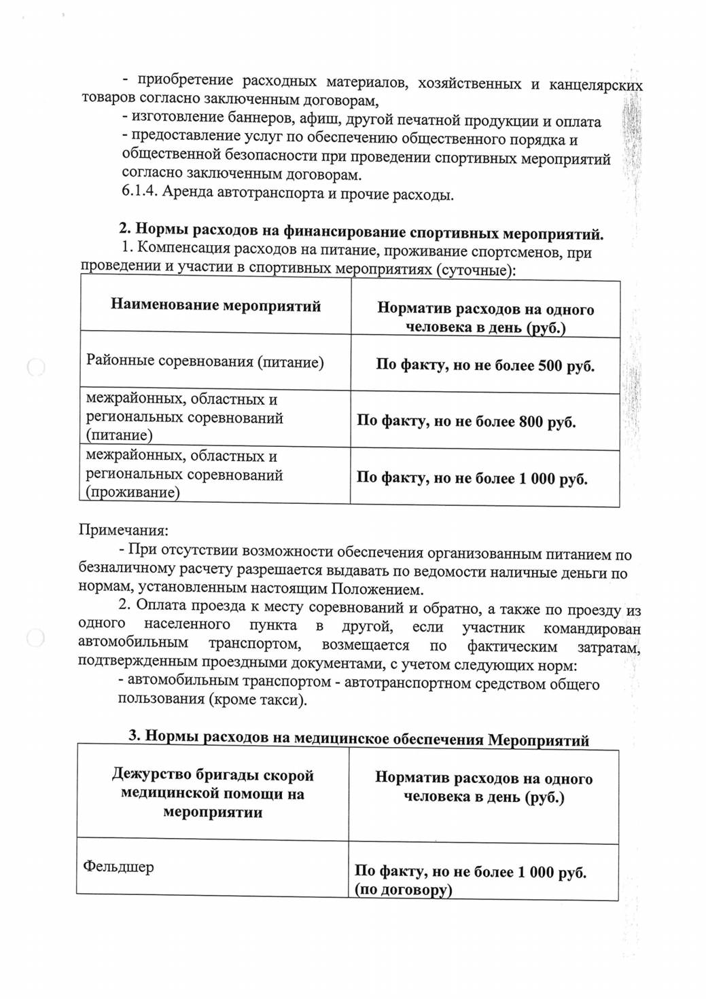 - приобретение расходных материалов, хозяйственных и канцелярских
товаров согласно заключенным договорам,
- изготовление баннеров, афиш, другой печатной продукции и оплата
- предоставление услуг по обеспечению общественного порядка и
общественной безопасности при проведении спортивных мероприятий
согласно заключенным договорам.
6.1.4. Аренда автотранспорта и прочие расходы.
2. Нормы расходов на финансирование спортивных мероприятий.
1. Компенсация расходов на питание, проживание спортсменов, при
проведении и участии в спортивных мероприятиях (суточные):
Наименование мероприятий
Норматив расходов на одного
человека в день (руб.)
Районные соревнования (питание)
По факту, но не более 500 руб.
межрайонных, областных и
региональных соревнований
(питание)
По факту, но не более 800 руб.
межрайонных, областных и
региональных соревнований
(проживание)
По факту, но не более 1 000 руб.
Примечания:
- При отсутствии возможности обеспечения организованным питанием по
безналичному расчету разрешается выдавать по ведомости наличные деньги по
нормам, установленным настоящим Положением.
2. Оплата проезда к месту соревнований и обратно, а также по проезду из
одного населенного пункта в другой, если участник командирован
автомобильным транспортом, возмещается по фактическим затратам,
подтвержденным проездными документами, с учетом следующих норм:
- автомобильным транспортом - автотранспортном средством общего
пользования (кроме такси).
3. Нормы расходов на медицинское обеспечения Мероприятий
Дежурство бригады скорой
медицинской помощи на
мероприятии
Норматив расходов на одного
человека в день (руб.)
Фельдшер
По факту, но не более 1 000 руб.
(по договору)